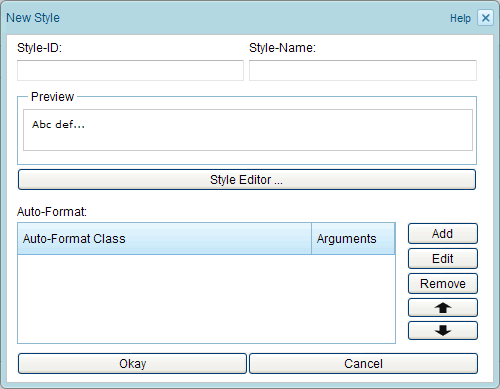 New Style Help
Style-ID: Style-Name:
Preview
Abc def...
Style Editor ...
Auto-Format:
Auto-Format Class Arguments
Add
Edit
Remove
Okay Cancel